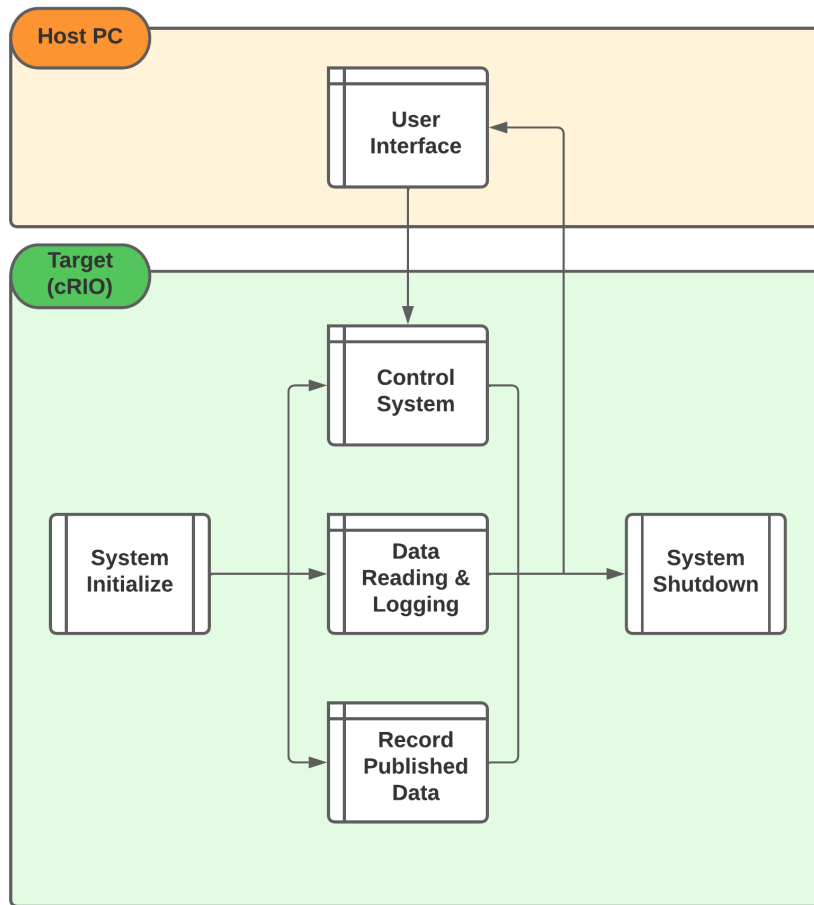 Host PC
User
Interface
Target
(cRIO)
Control
System
System
Initialize
Data
Reading &
Logging
System
Shutdown
Record
Published
Data